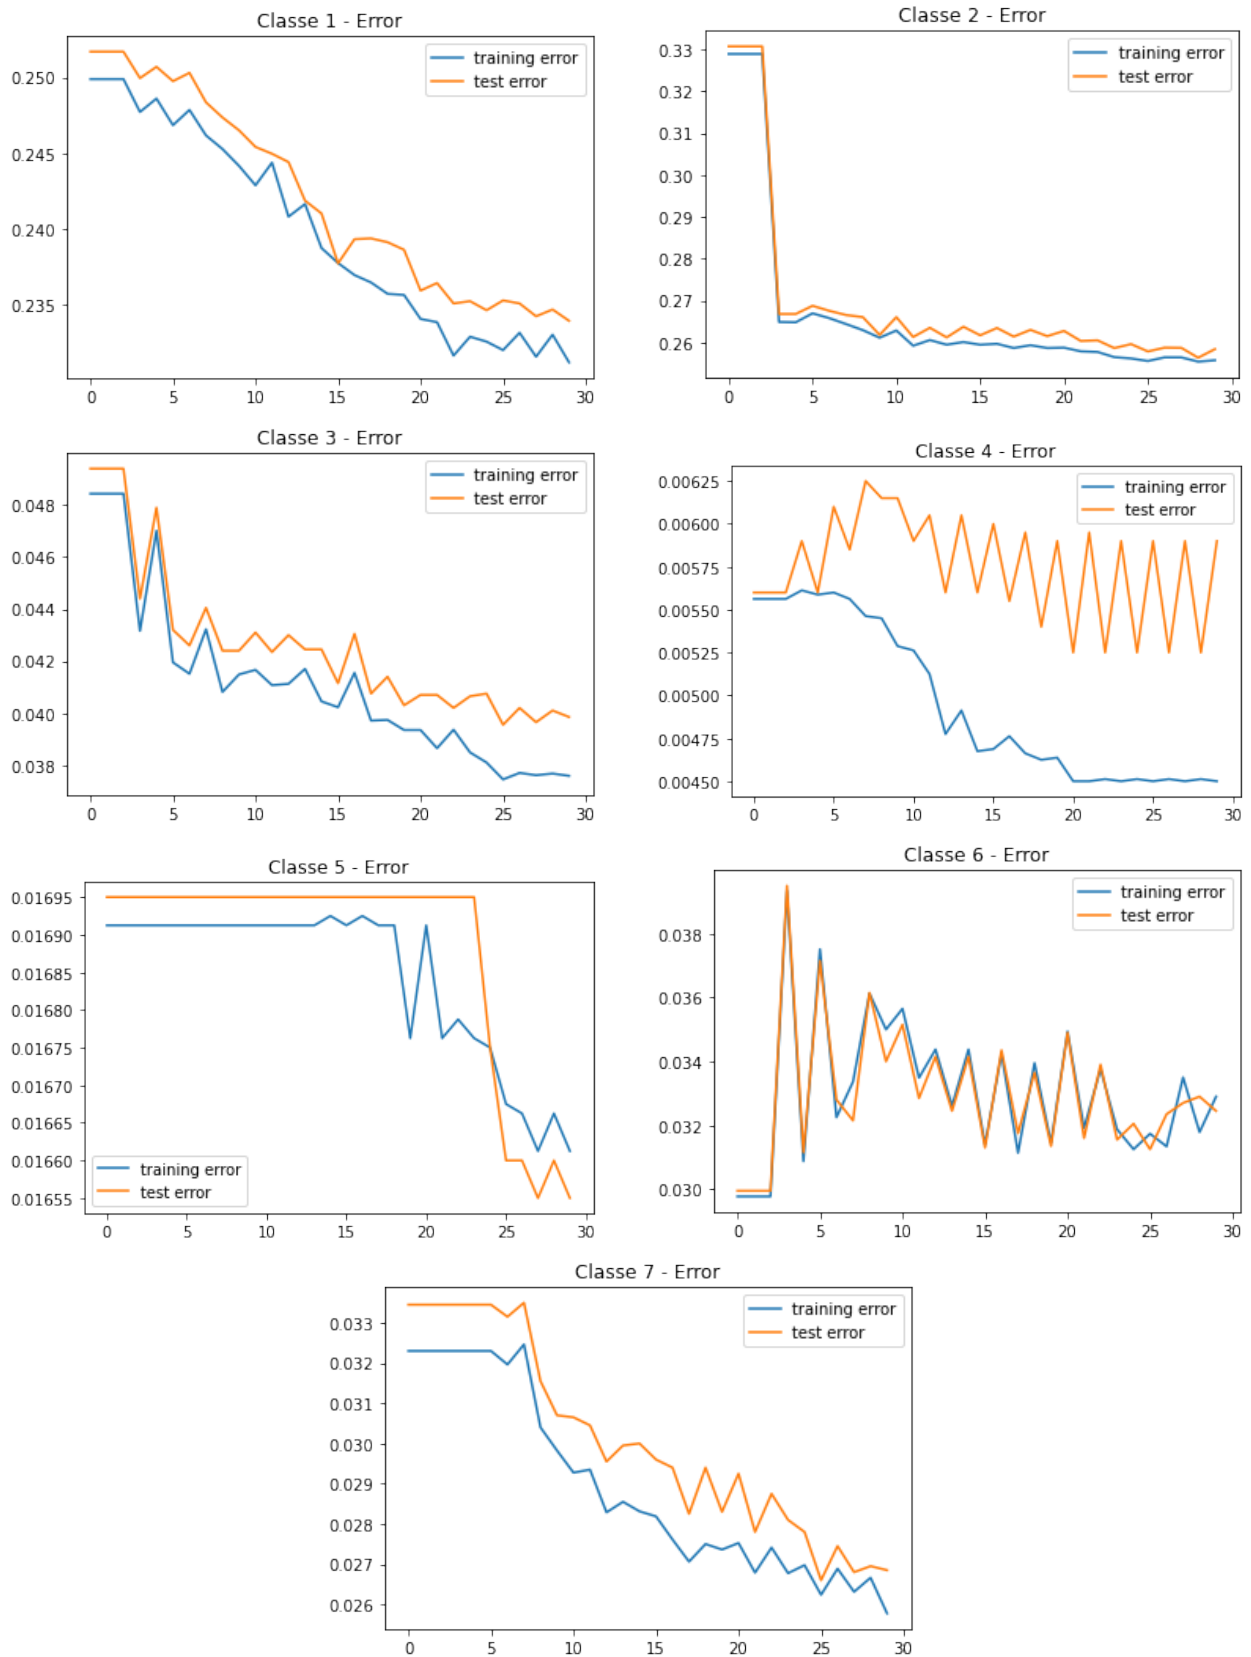 Classe 1 - Error
training error
test error
0.250
0.245
0.240
0.235
0 5 10 15 20 25 30
Classe 2 - Error
training error
test error
0.33
0.32
0.31
0.30
0.29
0.28
0.27
0.26
0 5 10 15 20 25 30
Classe 3 - Error
training error
test error
0.048
0.046
0.044
0.042
0.040
0.038
0 5 10 15 20 25 30
Classe 4 - Error
training error
test error
0.00625
0.00600
0.00575
0.00550
0.00525
0.00500
0.00475
0.00450
0 5 10 15 20 25 30
Classe 5 - Error
0.01695
0.01690
0.01685
0.01680
0.01675
0.01670
0.01665
0.01660
0.01655
training error
test error
0 5 10 15 20 25 30
Classe 6 - Error
training error
test error
0.038
0.036
0.034
0.032
0.030
0 5 10 15 20 25 30
Classe 7 - Error
training error
test error
0.033
0.032
0.031
0.030
0.029
0.028
0.027
0.026
0 5 10 15 20 25 30